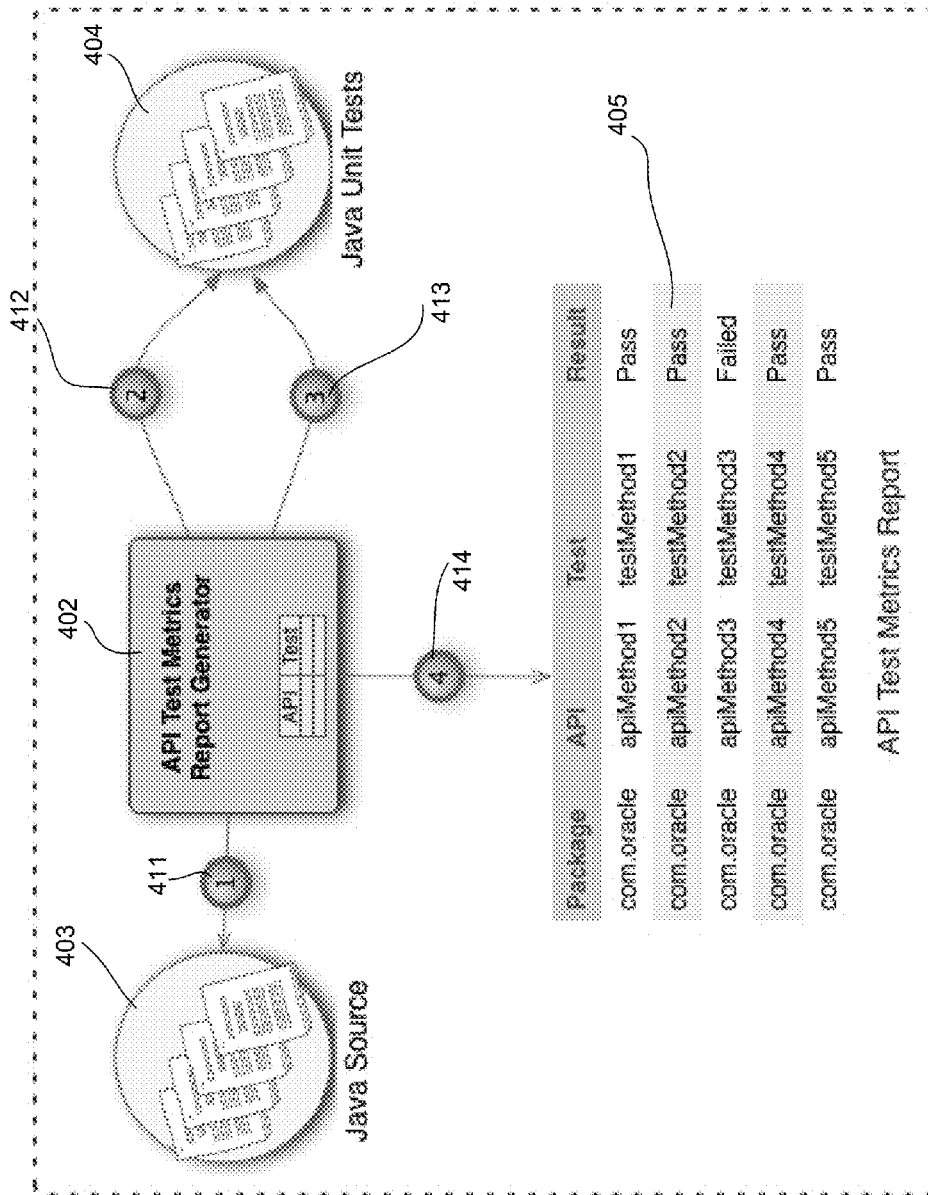 412
404
402
2
API Test Metrics
Report Generator
API Test
403
411
1
3
413
Java Source
Java Unit Tests
4
414
405
Package API Test Result
com.oracle apiMethod1 testMethod1 Pass
com.oracle apiMethod2 testMethod2 Pass
com.oracle apiMethod3 testMethod3 Failed
com.oracle apiMethod4 testMethod4 Pass
com.oracle apiMethod5 testMethod5 Pass
API Test Metrics Report